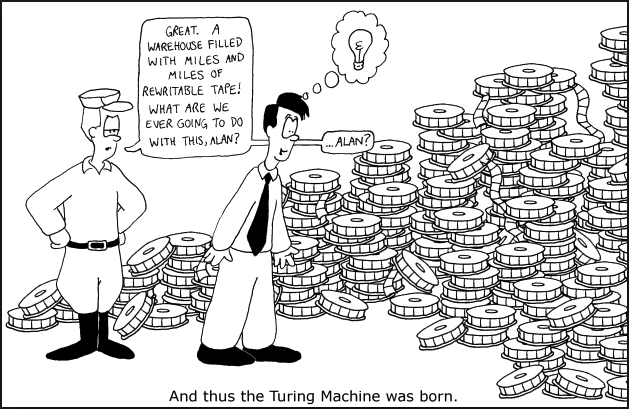 GREAT. A
WAREHOUSE FILLED
WITH MILES AND
MILES OF
REWRITABLE TAPE!
WHAT ARE WE
EVER GOING TO DO
WITH THIS, ALAN?
...ALAN?
And thus the Turing Machine was born.